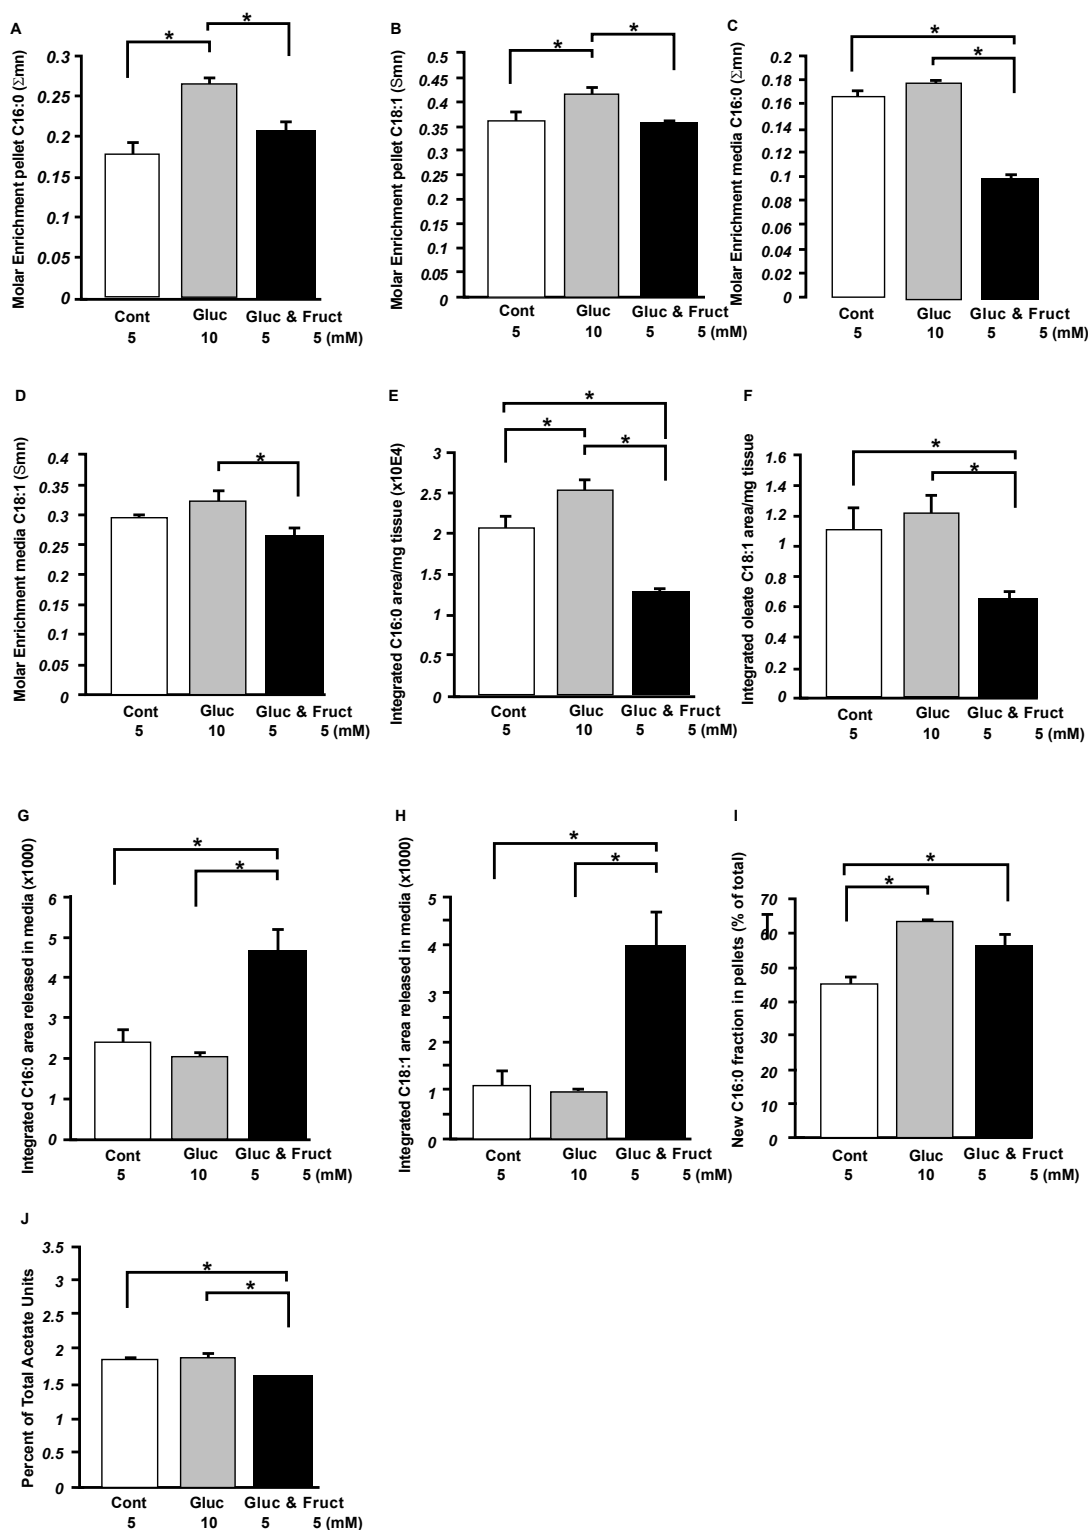 A
Molar Enrichment pellet C16:0 (Σmn)
0.3
0.25
0.2
0.15
0.1
0.05
0
*
*
Cont Gluc Gluc & Fruct
5 10 5 5 (mM)
B
Molar Enrichment pellet C18:1 (Smn)
0.5
0.45
0.4
0.35
0.3
0.25
0.2
0.15
0.1
0.05
0
*
*
Cont Gluc Gluc & Fruct
5 10 5 5 (mM)
C
Molar Enrichment media C16:0 (Σmn)
0.2
0.18
0.16
0.14
0.12
0.1
0.08
0.06
0.04
0.02
0
*
*
Cont Gluc Gluc & Fruct
5 10 5 5 (mM)
D
Molar Enrichment media C18:1 (Smn)
0.4
0.35
0.3
0.25
0.2
0.15
0.1
0.05
0
*
Cont Gluc Gluc & Fruct
5 10 5 5 (mM)
E
Integrated C16:0 area/mg tissue (x10E4)
3
2.5
2
1.5
1
0.5
0
*
*
*
Cont Gluc Gluc & Fruct
5 10 5 5 (mM)
F
Integrated oleate C18:1 area/mg tissue
1.6
1.4
1.2
1
0.8
0.6
0.4
0.2
0
*
*
Cont Gluc Gluc & Fruct
5 10 5 5 (mM)
G
Integrated C16:0 area released in media (x1000)
6
5
4
3
2
1
0
*
*
Cont Gluc Gluc & Fruct
5 10 5 5 (mM)
H
Integrated C18:1 area released in media (x1000)
5
4
3
2
1
0
*
*
Cont Gluc Gluc & Fruct
5 10 5 5 (mM)
I
New C16:0 fraction in pellets (% of total)
70
60
50
40
30
20
10
0
*
*
Cont Gluc Gluc & Fruct
5 10 5 5 (mM)
J
Percent of Total Acetate Units
3.5
3
2.5
2
1.5
1
0.5
0
*
*
Cont Gluc Gluc & Fruct
5 10 5 5 (mM)